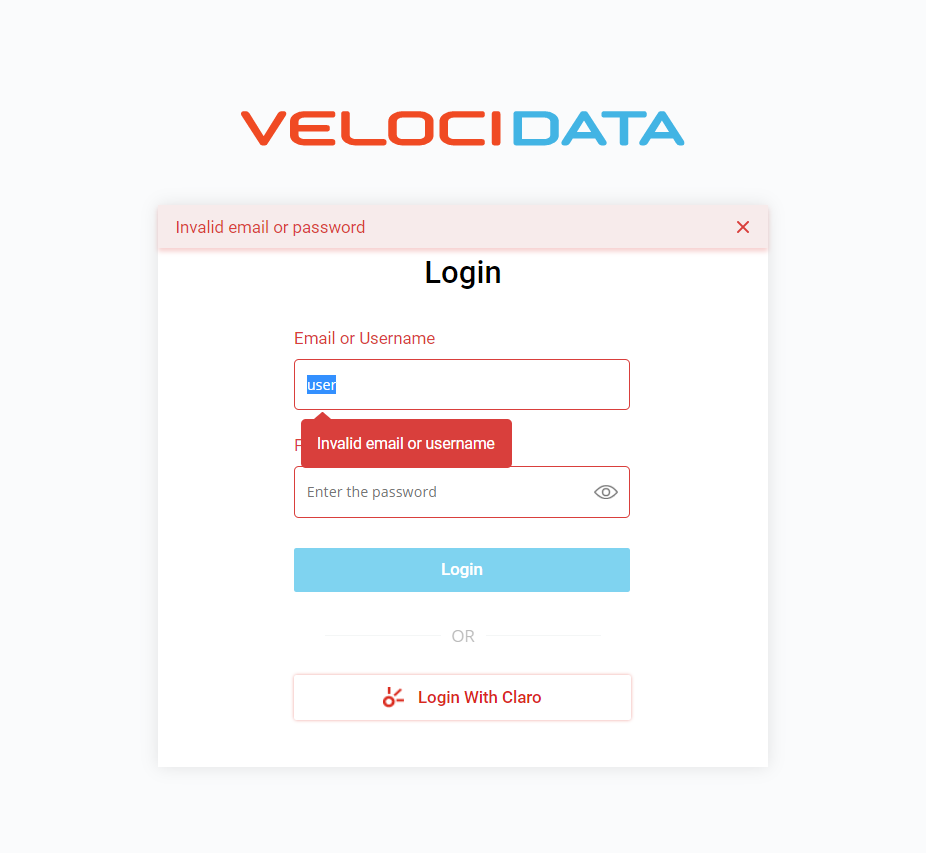 VELOCIDATA
Invalid email or password
Login
Email or Username
user
Invalid email or username
Enter the password
Login
OR
Login With Claro